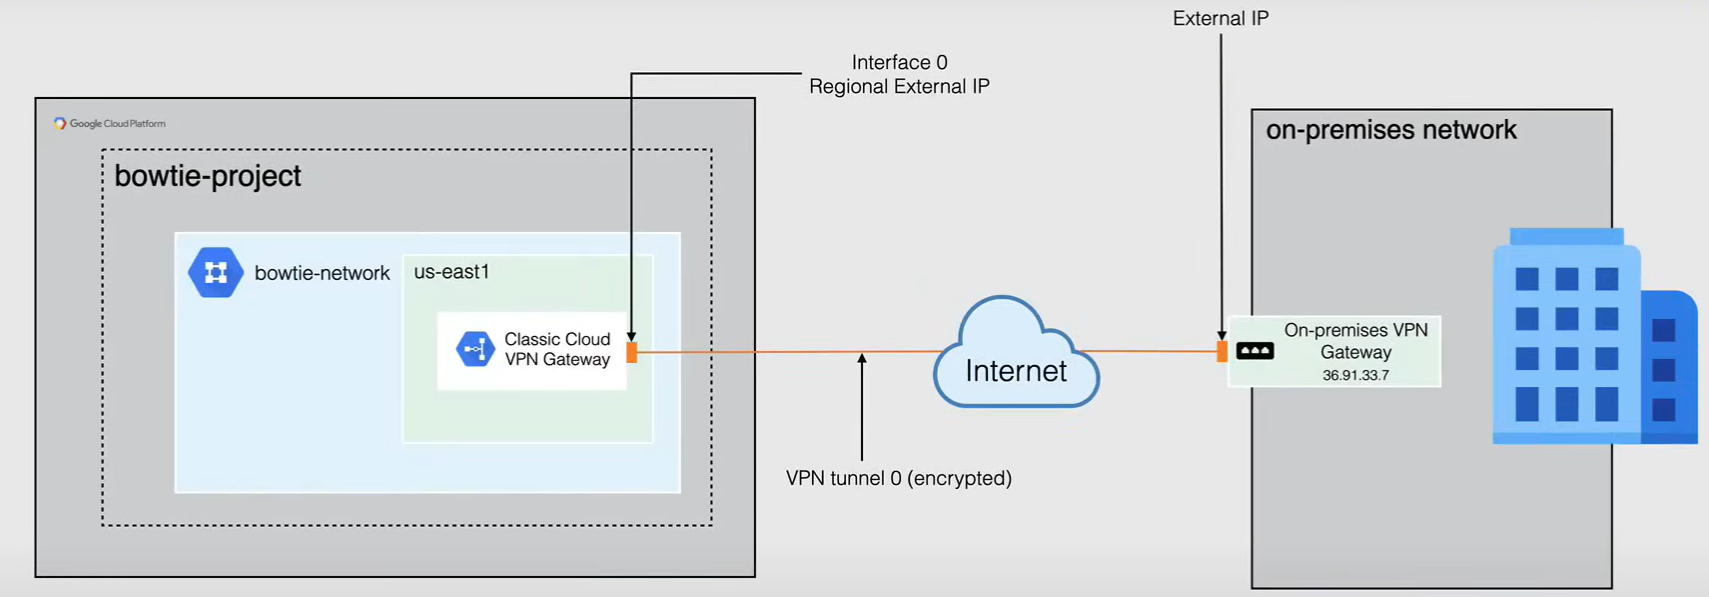 External IP
Interface 0
Regional External IP
Google Cloud Platform
on-premises network
bowtie-project
bowtie-network
us-east1
Classic Cloud
VPN Gateway
Internet
On-premises VPN
Gateway
36.91.33.7
VPN tunnel 0 (encrypted)